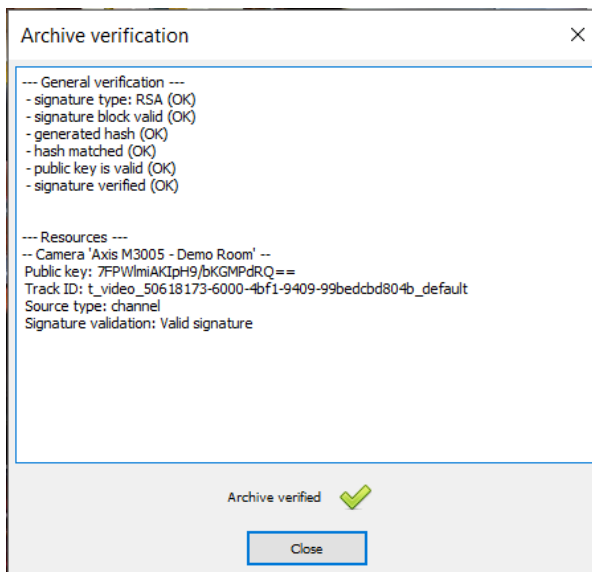 Archive verification
--- General verification ---
- signature type: RSA (OK)
- signature block valid (OK)
- generated hash (OK)
- hash matched (OK)
- public key is valid (OK)
- signature verified (OK)
--- Resources ---
-- Camera 'Axis M3005 - Demo Room' --
Public key: 7FPWlmiAKIpH9/bKGMPdRQ==
Track ID: t_video_50618173-6000-4bf1-9409-99bedcbd804b_default
Source type: channel
Signature validation: Valid signature
Archive verified
Close